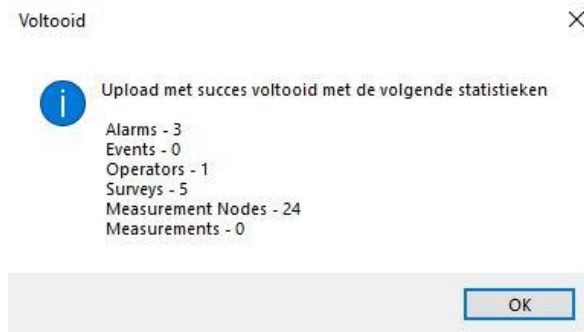 Voltooid
Upload met succes voltooid met de volgende statistieken
Alarms - 3
Events - 0
Operators - 1
Surveys - 5
Measurement Nodes - 24
Measurements - 0
OK